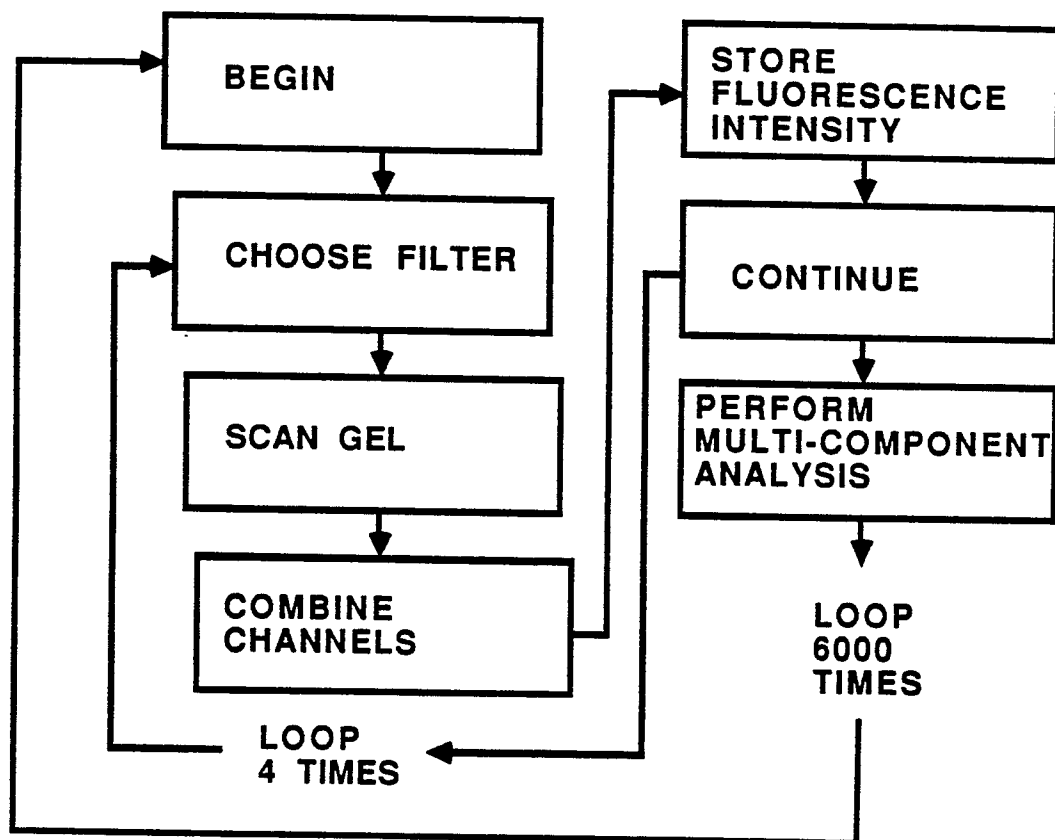 BEGIN
CHOOSE FILTER
SCAN GEL
COMBINE
CHANNELS
LOOP
4 TIMES
STORE
FLUORESCENCE
INTENSITY
CONTINUE
PERFORM
MULTI-COMPONENT
ANALYSIS
LOOP
6000
TIMES